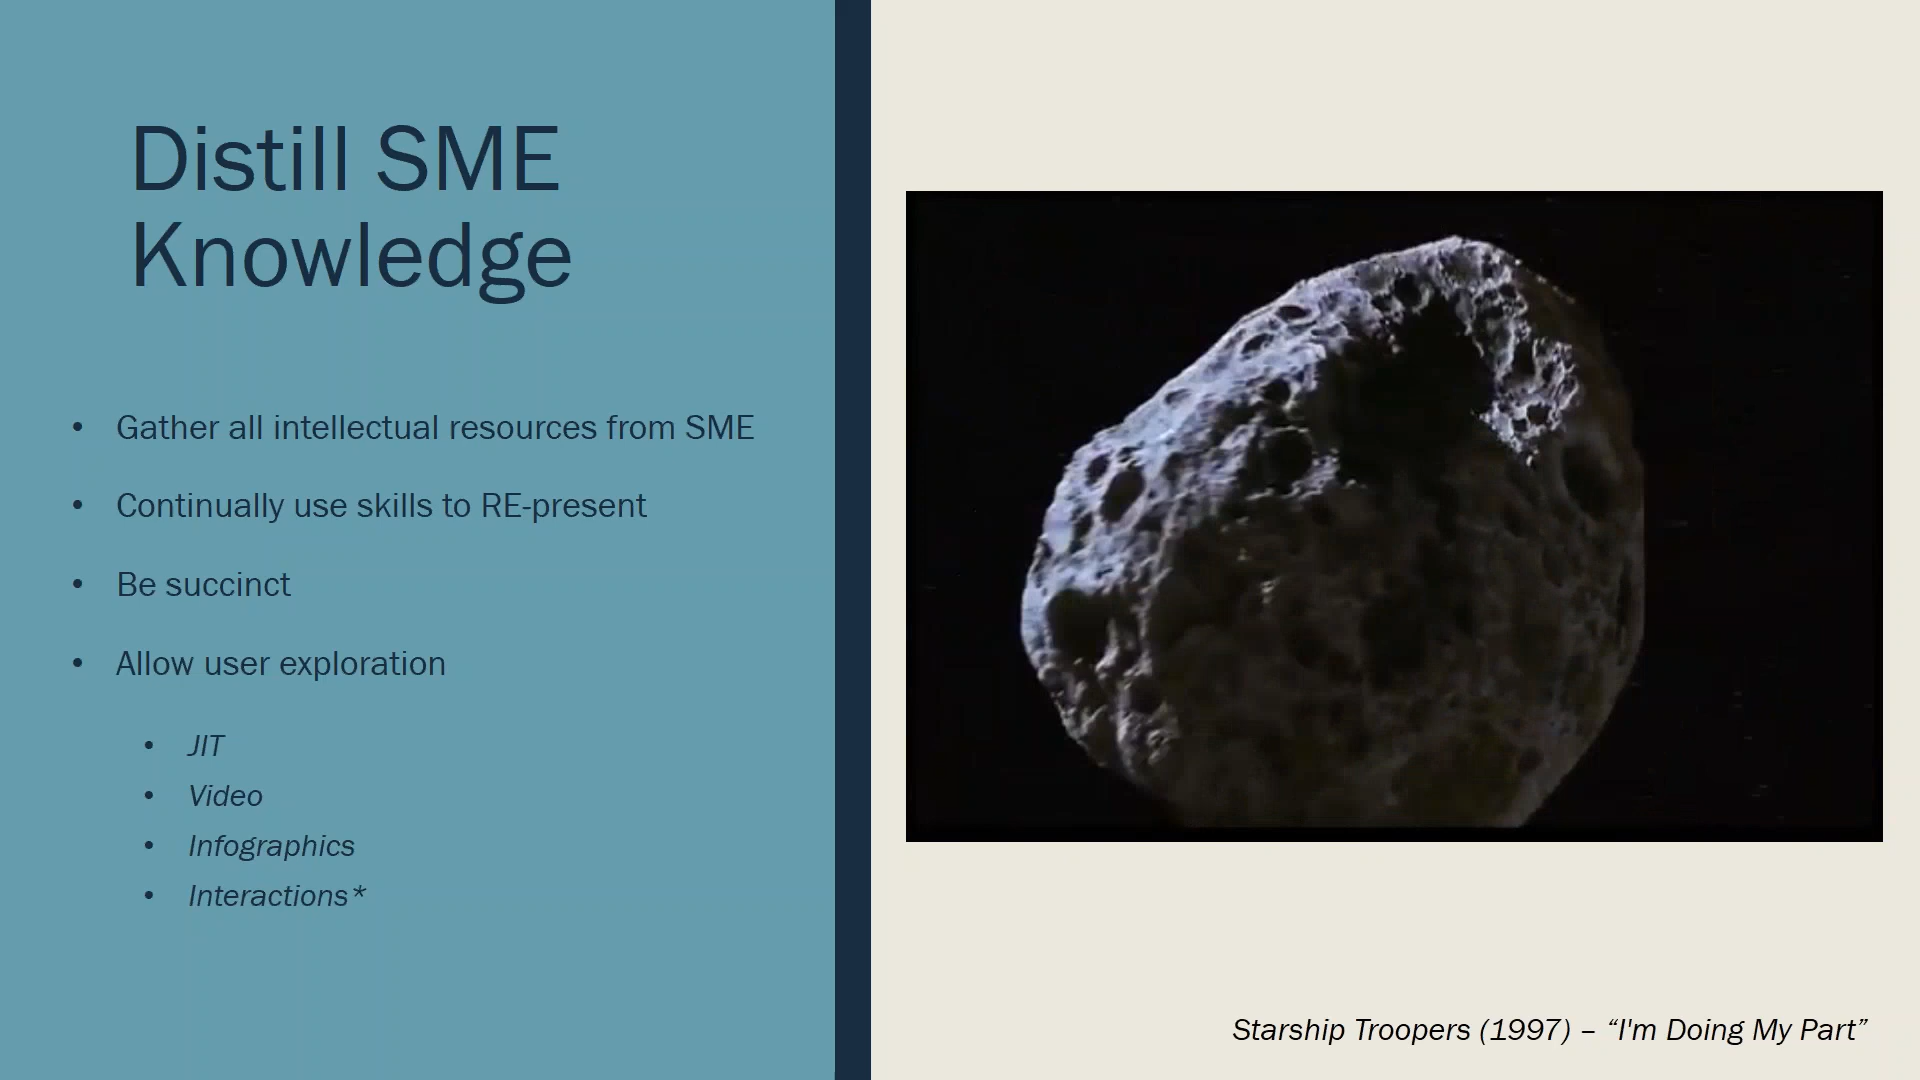 Distill SME
Knowledge
• Gather all intellectual resources from SME
• Continually use skills to RE-present
• Be succinct
• Allow user exploration
• JIT
• Video
• Infographics
• Interactions*
Starship Troopers (1997) – “I'm Doing My Part”